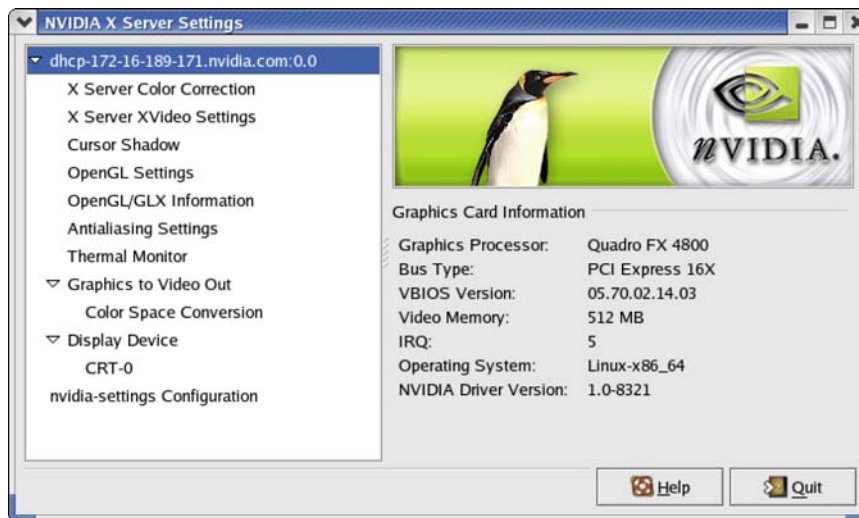 NVIDIA X Server Settings
dhcp-172-16-189-171.nvidia.com:0.0
X Server Color Correction
X Server XVideo Settings
Cursor Shadow
OpenGL Settings
OpenGL/GLX Information
Antialiasing Settings
Thermal Monitor
Graphics to Video Out
Color Space Conversion
Display Device
CRT-0
nvidia-settings Configuration
nVIDIA.
Graphics Card Information
Graphics Processor: Quadro FX 4800
Bus Type: PCI Express 16X
VBIOS Version: 05.70.02.14.03
Video Memory: 512 MB
IRQ: 5
Operating System: Linux-x86_64
NVIDIA Driver Version: 1.0-8321
Help
Quit